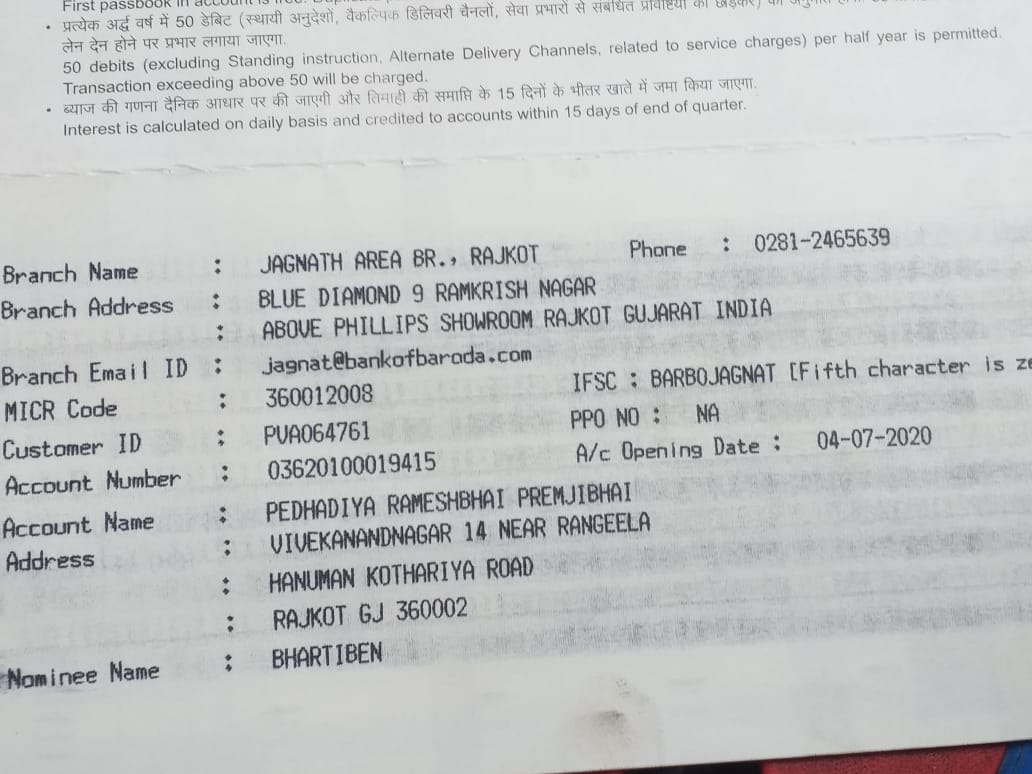 First passbook in account is free.
• प्रत्येक अर्द्ध वर्ष में 50 डेबिट (स्थायी अनुदेशों, वैकल्पिक डिलिवरी चैनलों, सेवा प्रभारों से संबंधित प्रविष्टियों को छोड़कर) की
लेन देन होने पर प्रभार लगाया जाएगा.
50 debits (excluding Standing instruction, Alternate Delivery Channels, related to service charges) per half year is permitted.
Transaction exceeding above 50 will be charged.
• ब्याज की गणना दैनिक आधार पर की जाएगी और तिमाही की समाप्ति के 15 दिनों के भीतर खाते में जमा किया जाएगा.
Interest is calculated on daily basis and credited to accounts within 15 days of end of quarter.
Branch Name : JAGNATH AREA BR., RAJKOT Phone : 0281-2465639
Branch Address : BLUE DIAMOND 9 RAMKRISH NAGAR
: ABOVE PHILLIPS SHOWROOM RAJKOT GUJARAT INDIA
Branch Email ID : jagnat@bankofbaroda.com
MICR Code : 360012008 IFSC : BARB0JAGNAT [Fifth character is
Customer ID : PVA064761 PPO NO : NA
Account Number : 03620100019415 A/c Opening Date : 04-07-2020
Account Name : PEDHADIYA RAMESHBHAI PREMJIBHAI
Address : VIVEKANANDNAGAR 14 NEAR RANGEELA
: HANUMAN KOTHARIYA ROAD
: RAJKOT GJ 360002
Nominee Name : BHARTIBEN